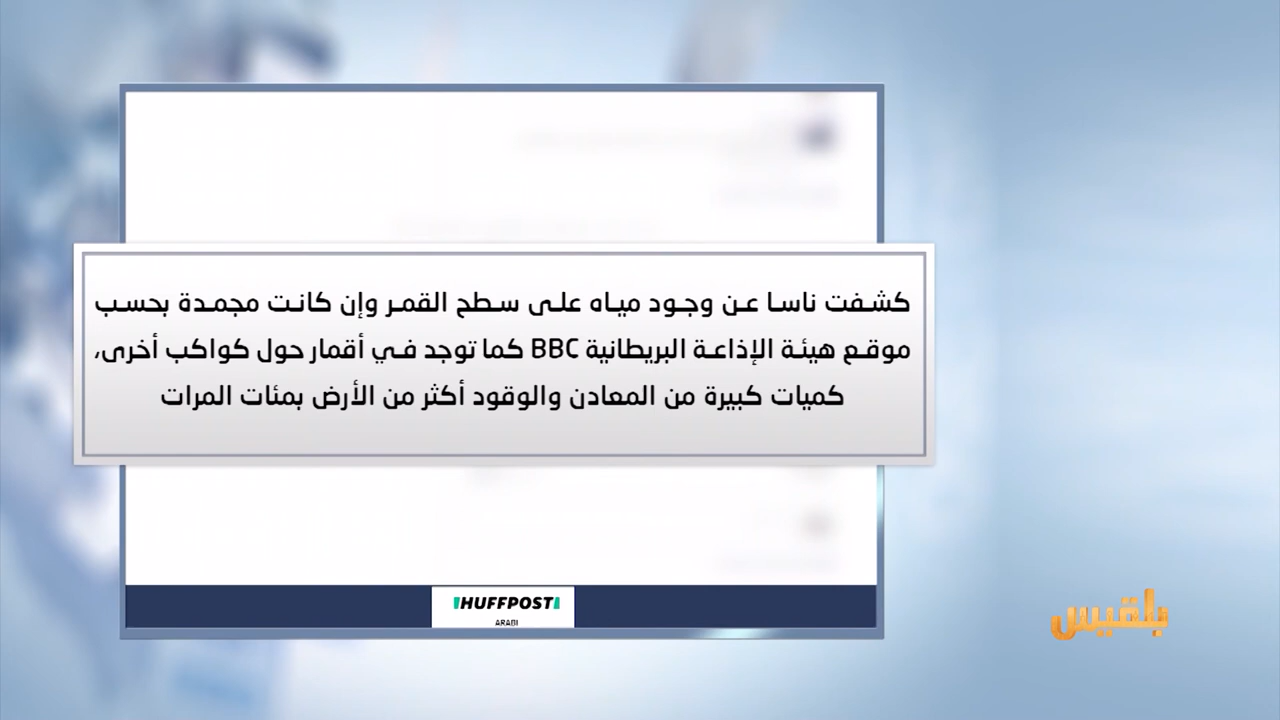 كشفت ناسا عن وجود مياه على سطح القمر وإن كانت مجمدة بحسب
موقع هيئة الإذاعة البريطانية BBC كما توجد في أقمار حول كواكب أخرى،
كميات كبيرة من المعادن والوقود أكثر من الأرض بمئات المرات
HUFFPOST
ARABI
بلقيس